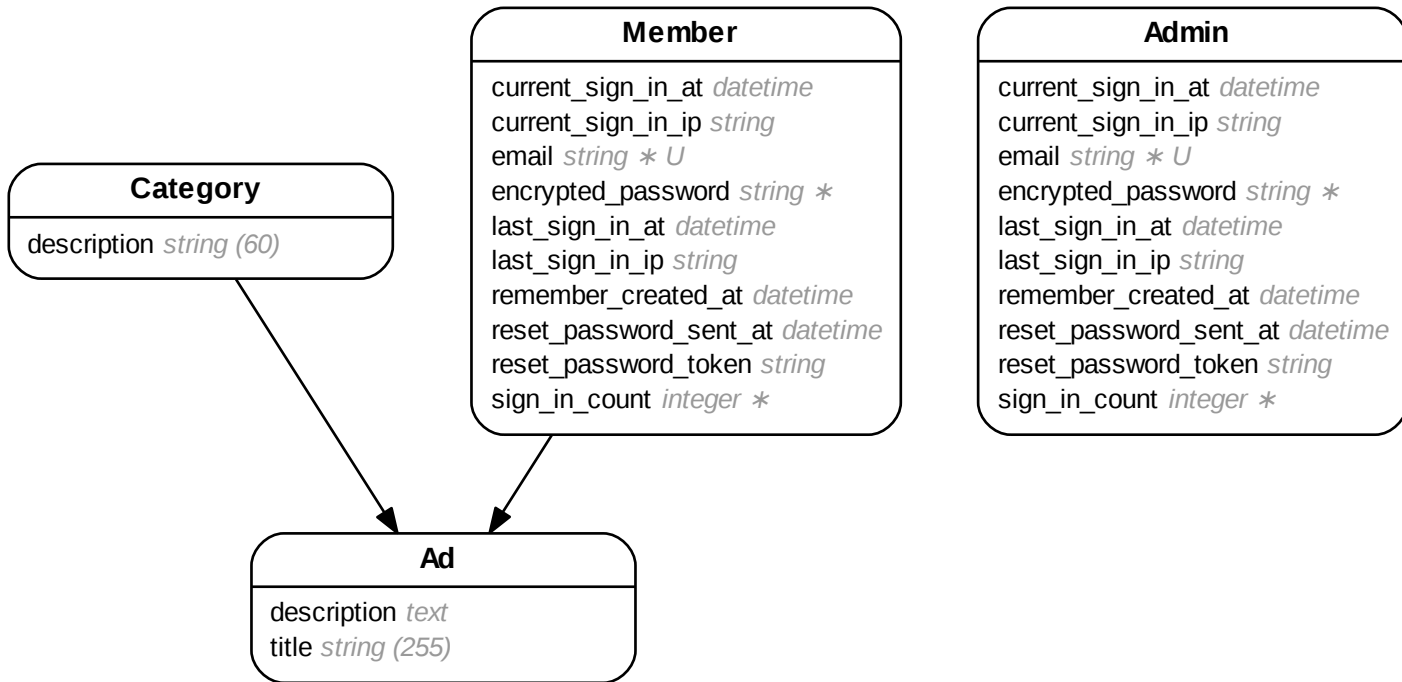 Member
current_sign_in_at datetime
current_sign_in_ip string
email string ∗ U
encrypted_password string ∗
last_sign_in_at datetime
last_sign_in_ip string
remember_created_at datetime
reset_password_sent_at datetime
reset_password_token string
sign_in_count integer ∗
Admin
current_sign_in_at datetime
current_sign_in_ip string
email string ∗ U
encrypted_password string ∗
last_sign_in_at datetime
last_sign_in_ip string
remember_created_at datetime
reset_password_sent_at datetime
reset_password_token string
sign_in_count integer ∗
Category
description string (60)
Ad
description text
title string (255)